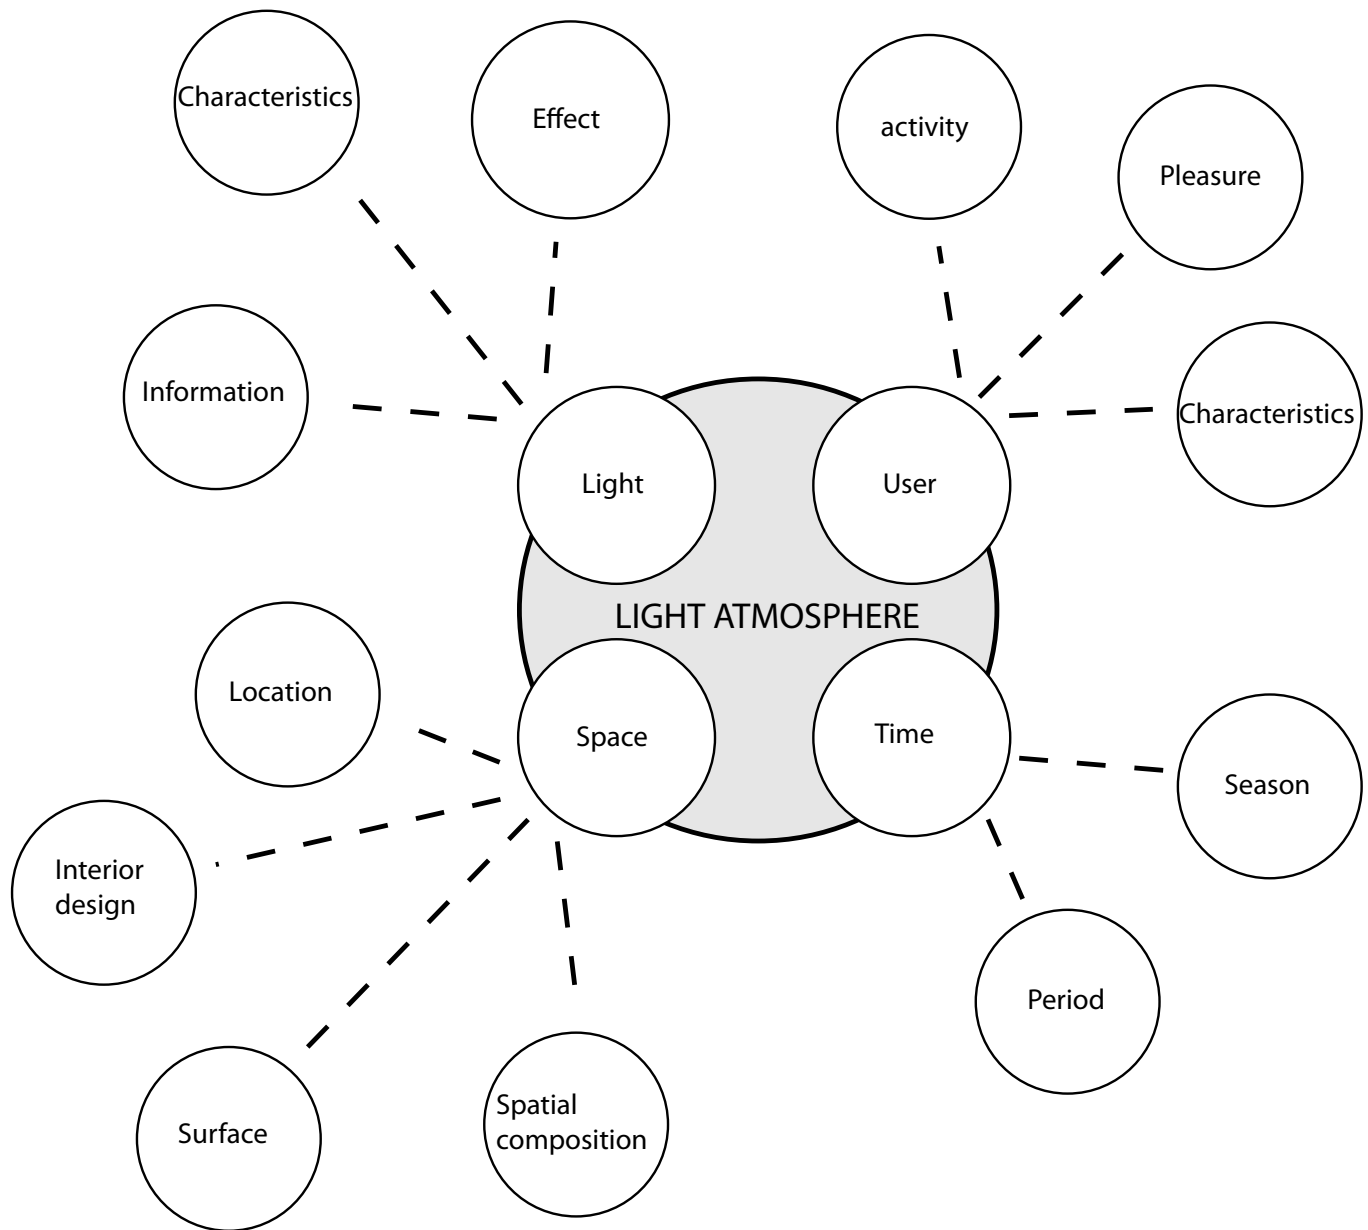 Characteristics
Effect
activity
Pleasure
Information
Characteristics
Light
User
LIGHT ATMOSPHERE
Location
Space
Time
Season
Interior
design
Period
Surface
Spatial
composition